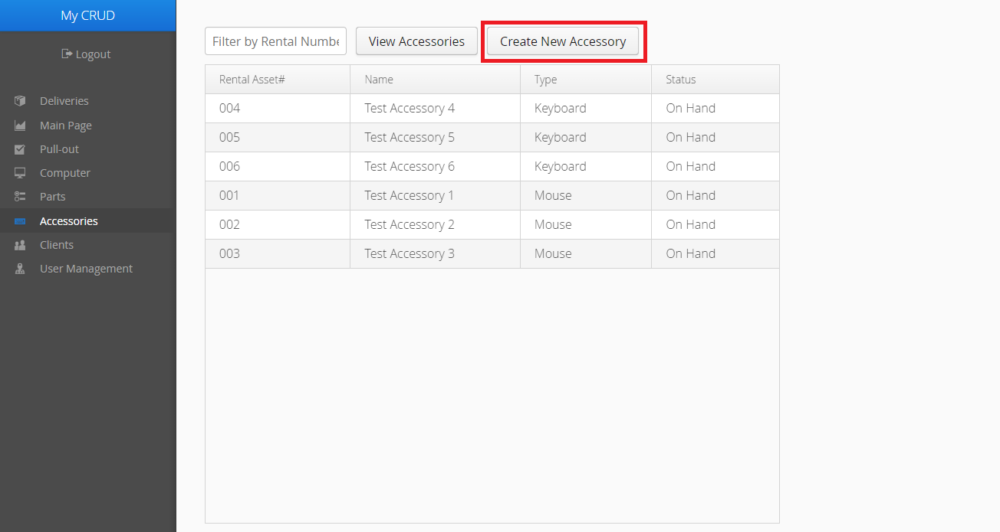 My CRUD
Logout
Deliveries
Main Page
Pull-out
Computer
Parts
Accessories
Clients
User Management
Filter by Rental Numbe
View Accessories
Create New Accessory
Rental Asset# Name Type Status
004 Test Accessory 4 Keyboard On Hand
005 Test Accessory 5 Keyboard On Hand
006 Test Accessory 6 Keyboard On Hand
001 Test Accessory 1 Mouse On Hand
002 Test Accessory 2 Mouse On Hand
003 Test Accessory 3 Mouse On Hand